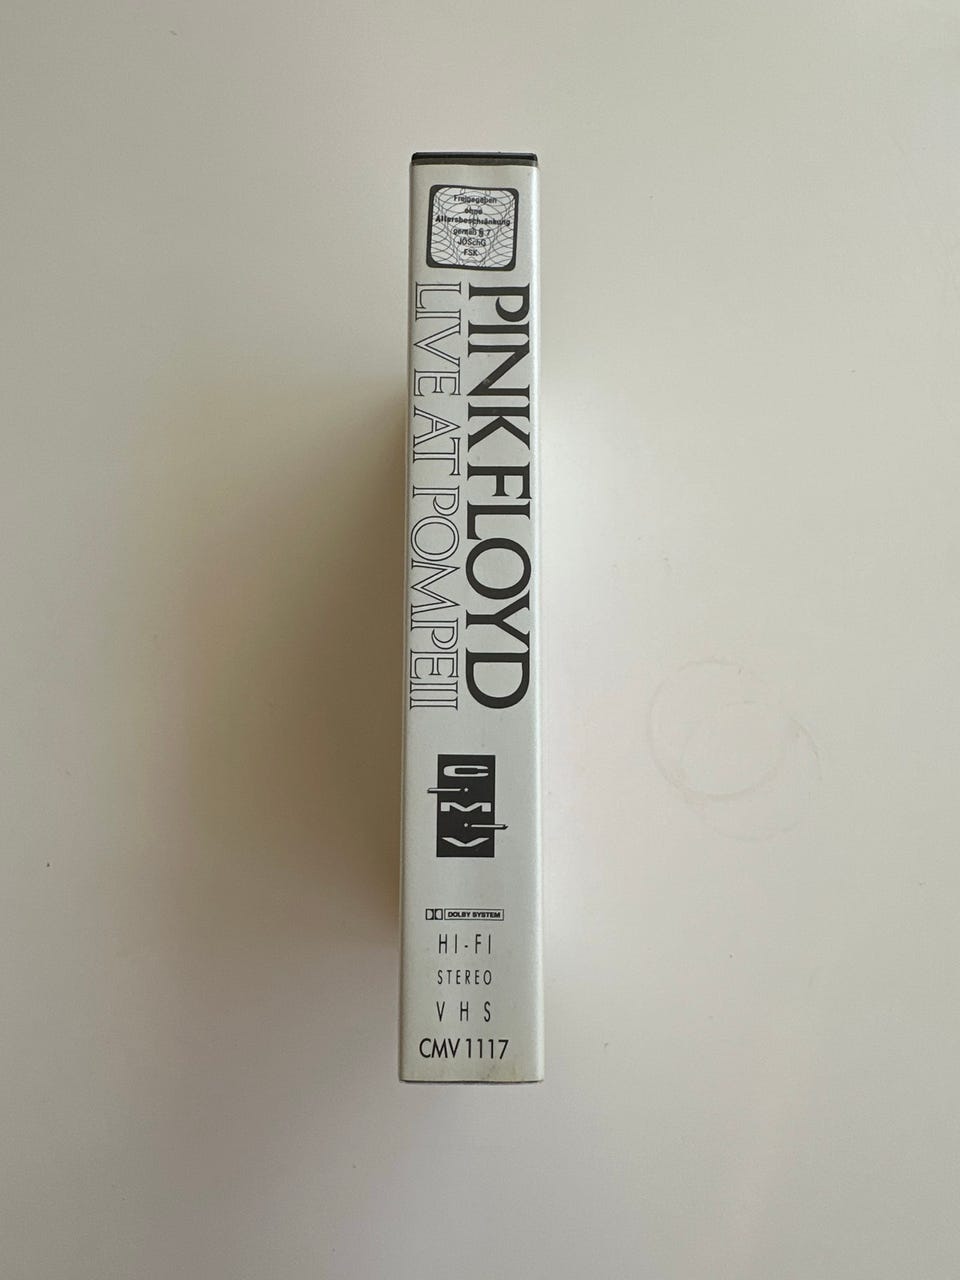 Freigegeben
ohne
Altersbeschränkung
gemäß § 7
JÖSchG
FSK
PINK FLOYD
LIVE AT POMPEII
CMV
DOLBY SYSTEM
HI-FI
STEREO
VHS
CMV 1117